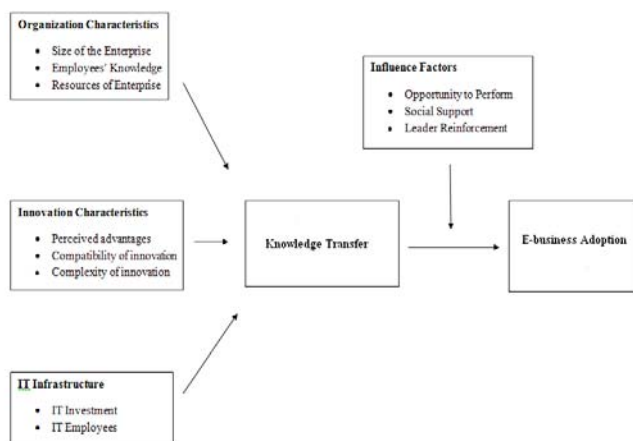 Organization Characteristics
• Size of the Enterprise
• Employees' Knowledge
• Resources of Enterprise
Influence Factors
• Opportunity to Perform
• Social Support
• Leader Reinforcement
Innovation Characteristics
• Perceived advantages
• Compatibility of innovation
• Complexity of innovation
Knowledge Transfer
E-business Adoption
IT Infrastructure
• IT Investment
• IT Employees